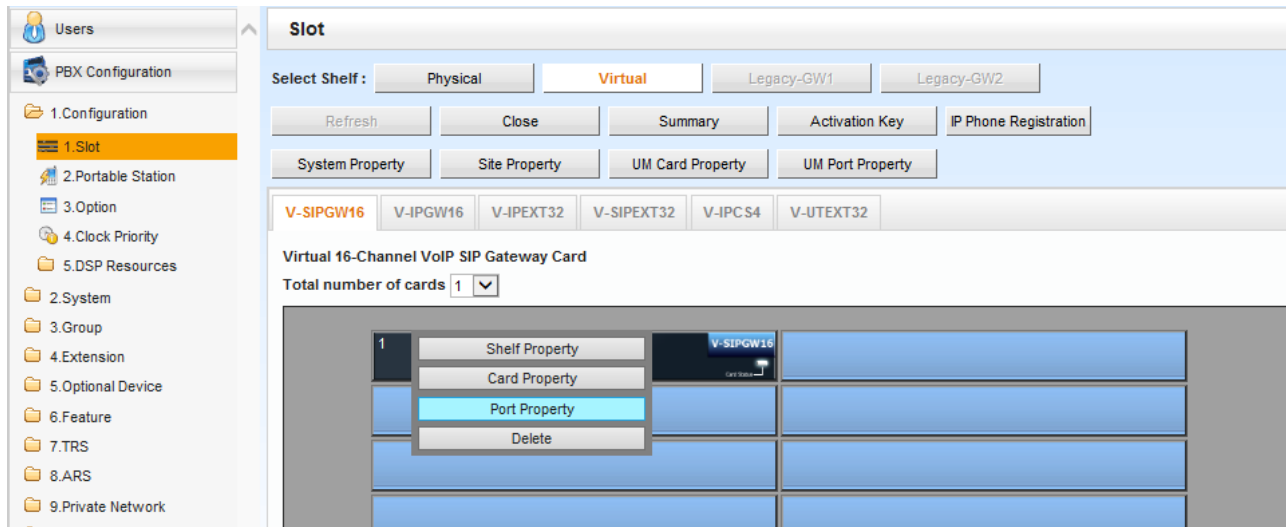 Users
PBX Configuration
1.Configuration
1.Slot
2.Portable Station
3.Option
4.Clock Priority
5.DSP Resources
2.System
3.Group
4.Extension
5.Optional Device
6.Feature
7.TRS
8.ARS
9.Private Network
Slot
Select Shelf : Physical Virtual Legacy-GW1 Legacy-GW2
Refresh Close Summary Activation Key IP Phone Registration
System Property Site Property UM Card Property UM Port Property
V-SIPGW16 V-IPGW16 V-IPEXT32 V-SIPEXT32 V-IPCS4 V-UTEXT32
Virtual 16-Channel VoIP SIP Gateway Card
Total number of cards 1
1
Shelf Property
Card Property
Port Property
Delete
V-SIPGW16
Card Status